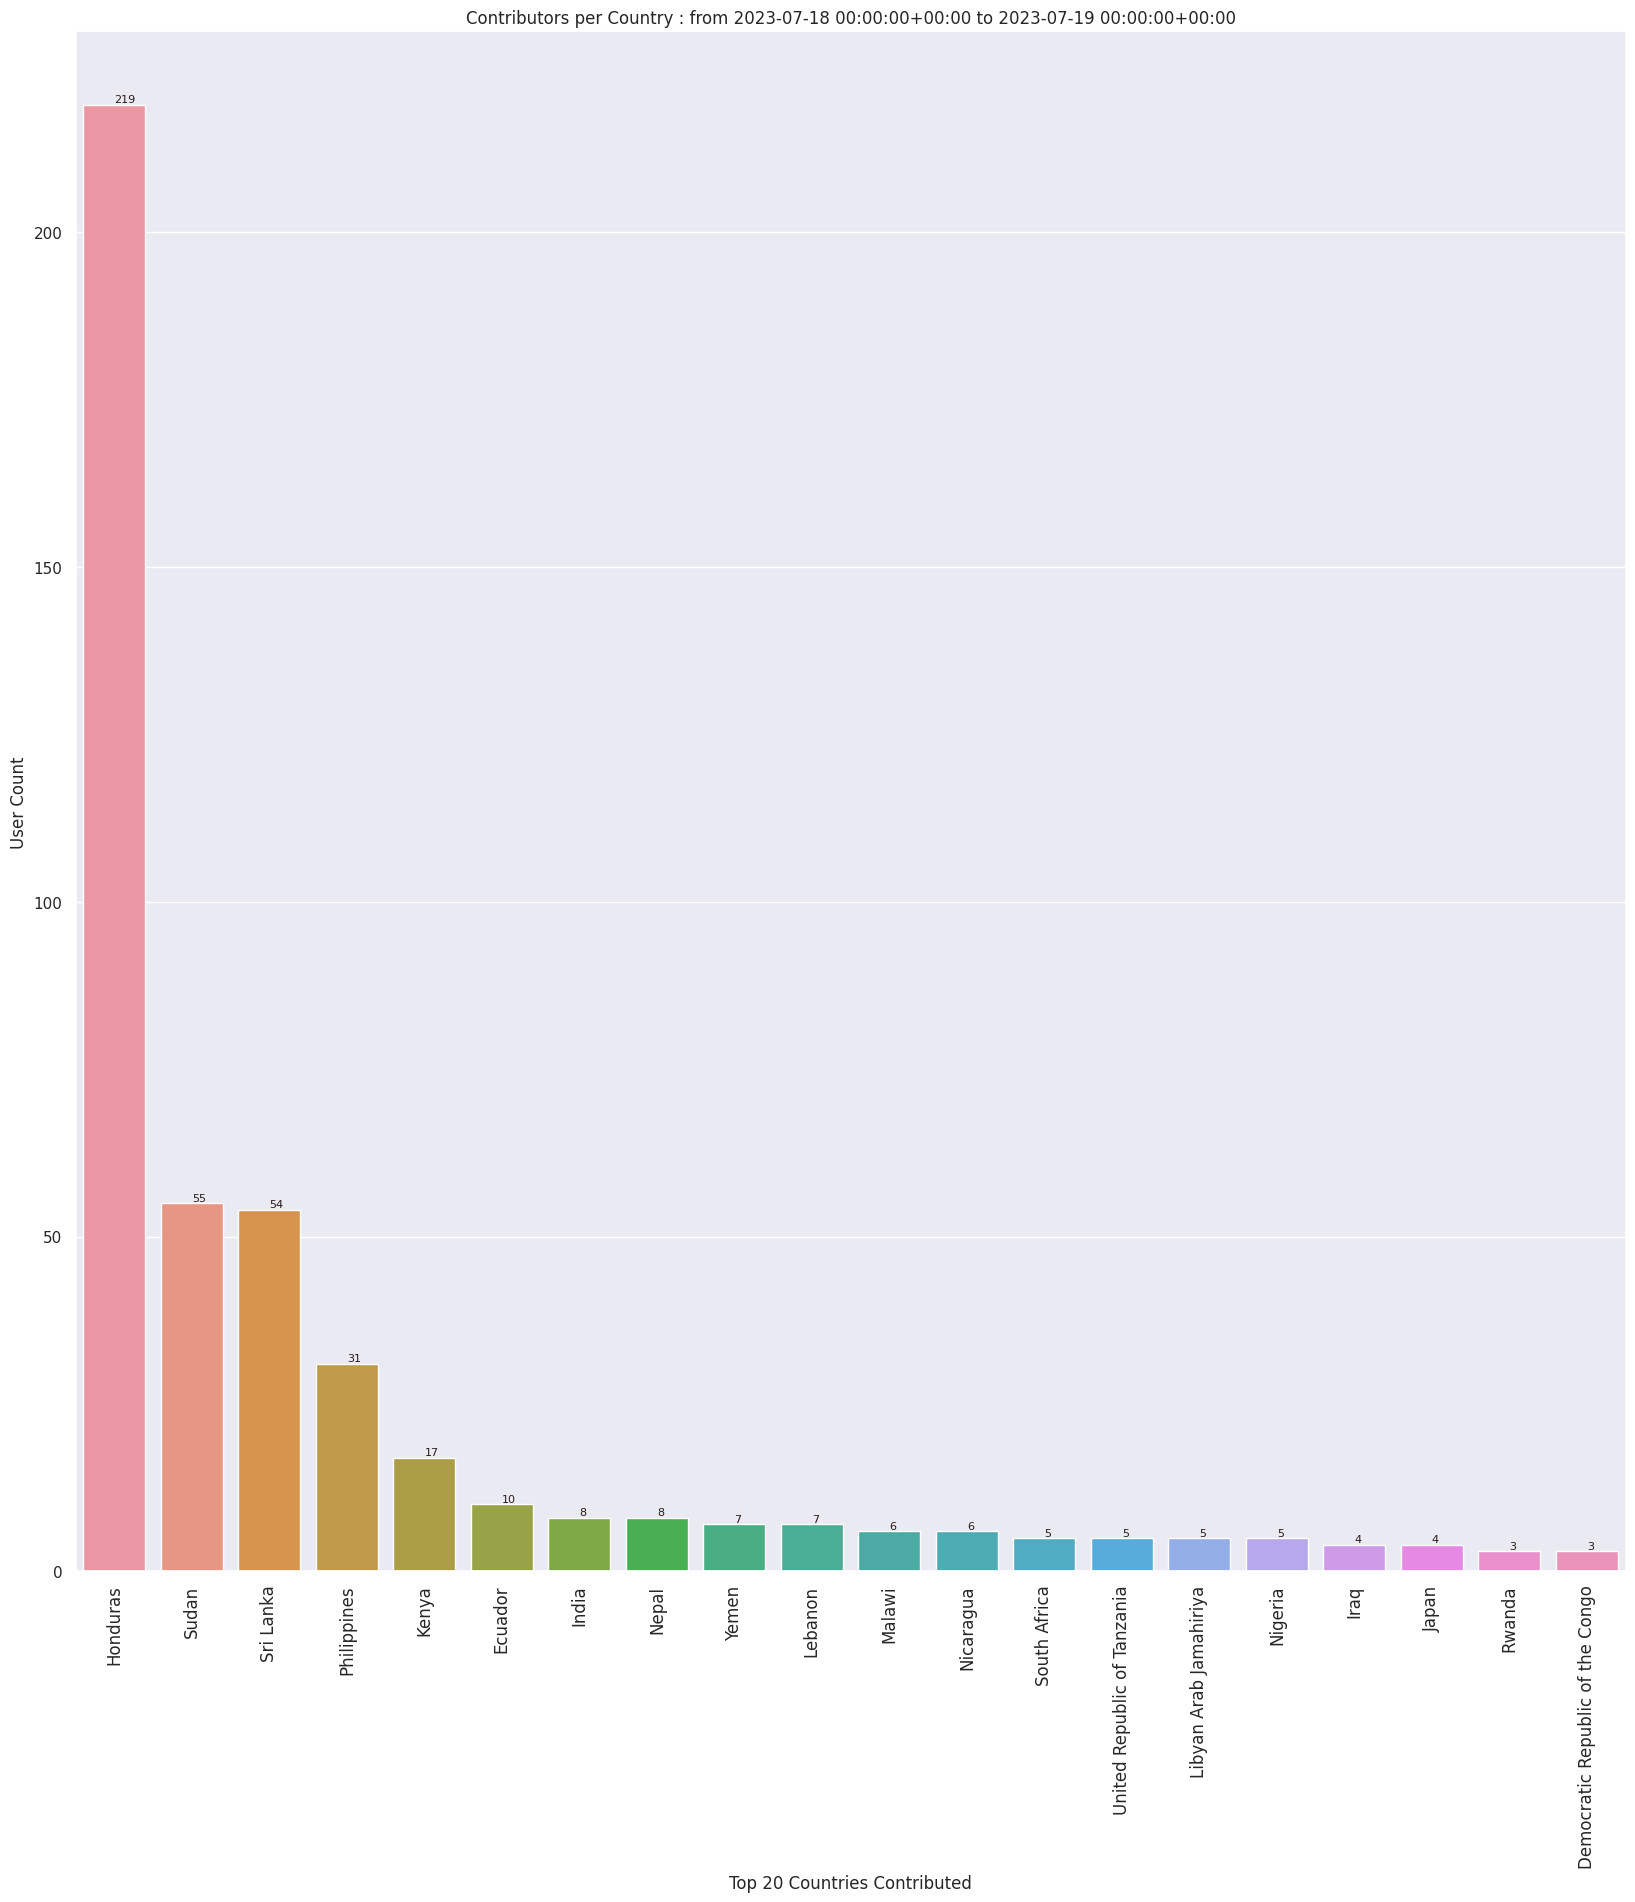 Contributors per Country : from 2023-07-18 00:00:00+00:00 to 2023-07-19 00:00:00+00:00
User Count
200
150
100
50
0
219
55
54
31
17
10
8
8
7
7
6
6
5
5
5
5
4
4
3
3
Honduras
Sudan
Sri Lanka
Philippines
Kenya
Ecuador
India
Nepal
Yemen
Lebanon
Malawi
Nicaragua
South Africa
United Republic of Tanzania
Libyan Arab Jamahiriya
Nigeria
Iraq
Japan
Rwanda
Democratic Republic of the Congo
Top 20 Countries Contributed